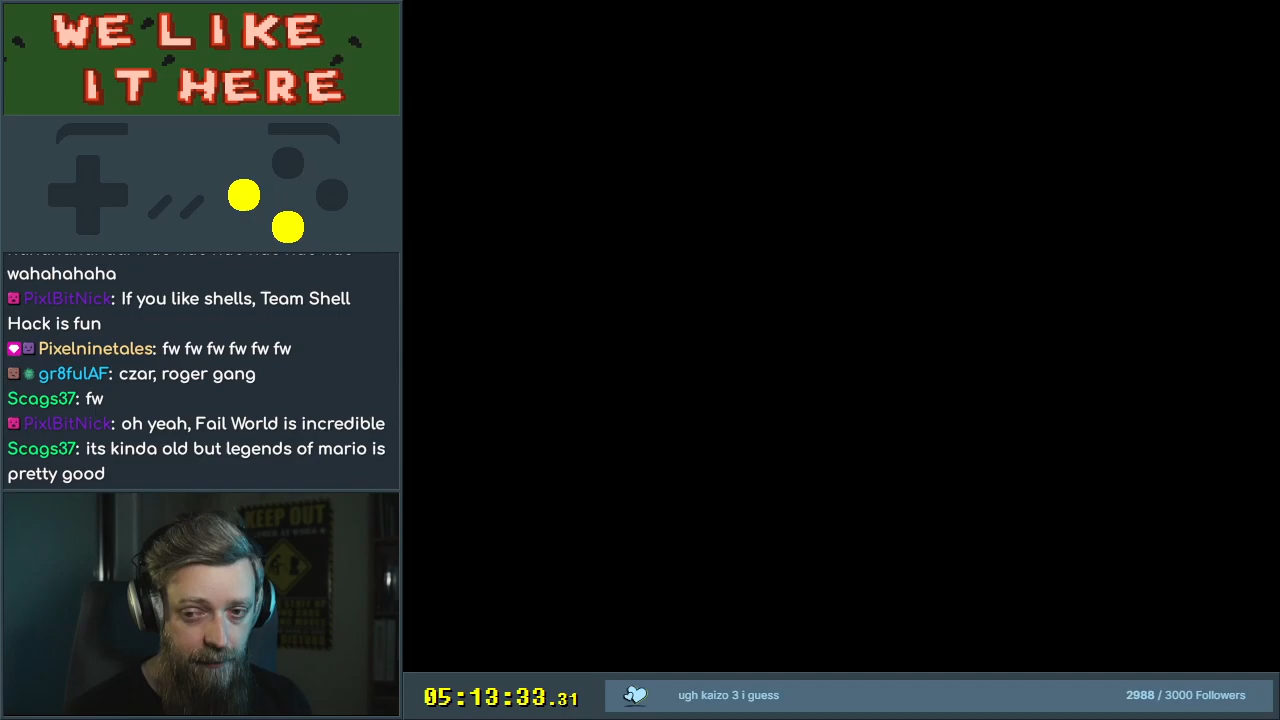 WE LIKE
IT HERE
wahahahaha
PixlBitNick: If you like shells, Team Shell
Hack is fun
Pixelninetales: fw fw fw fw fw fw
gr8fulAF: czar, roger gang
Scags37: fw
PixlBitNick: oh yeah, Fail World is incredible
Scags37: its kinda old but legends of mario is
pretty good
KEEP OUT
05:13:33.31
ugh kaizo 3 i guess
2988 / 3000 Followers